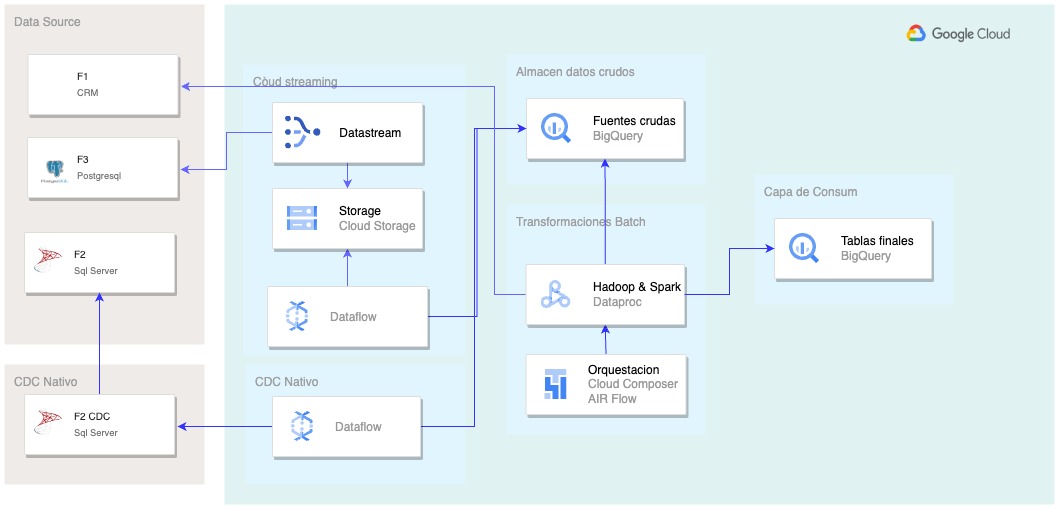 Data Source
F1
CRM
F3
Postgresql
F2
Sql Server
CDC Nativo
F2 CDC
Sql Server
Google Cloud
Còud streaming
Datastream
Storage
Cloud Storage
Dataflow
CDC Nativo
Dataflow
Almacen datos crudos
Fuentes crudas
BigQuery
Transformaciones Batch
Hadoop & Spark
Dataproc
Orquestacion
Cloud Composer
AIR Flow
Capa de Consum
Tablas finales
BigQuery